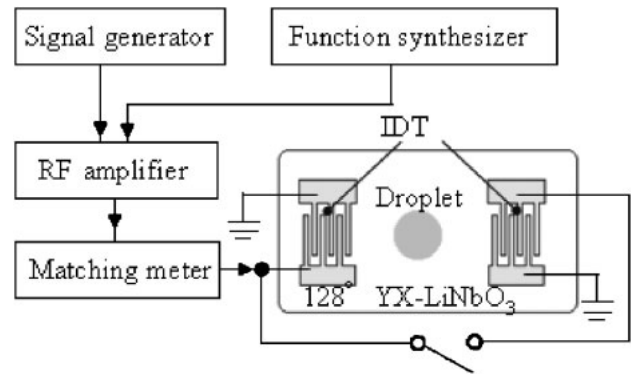 Signal generator
Function synthesizer
IDT
RF amplifier
Droplet
Matching meter
128° YX-LiNbO₃